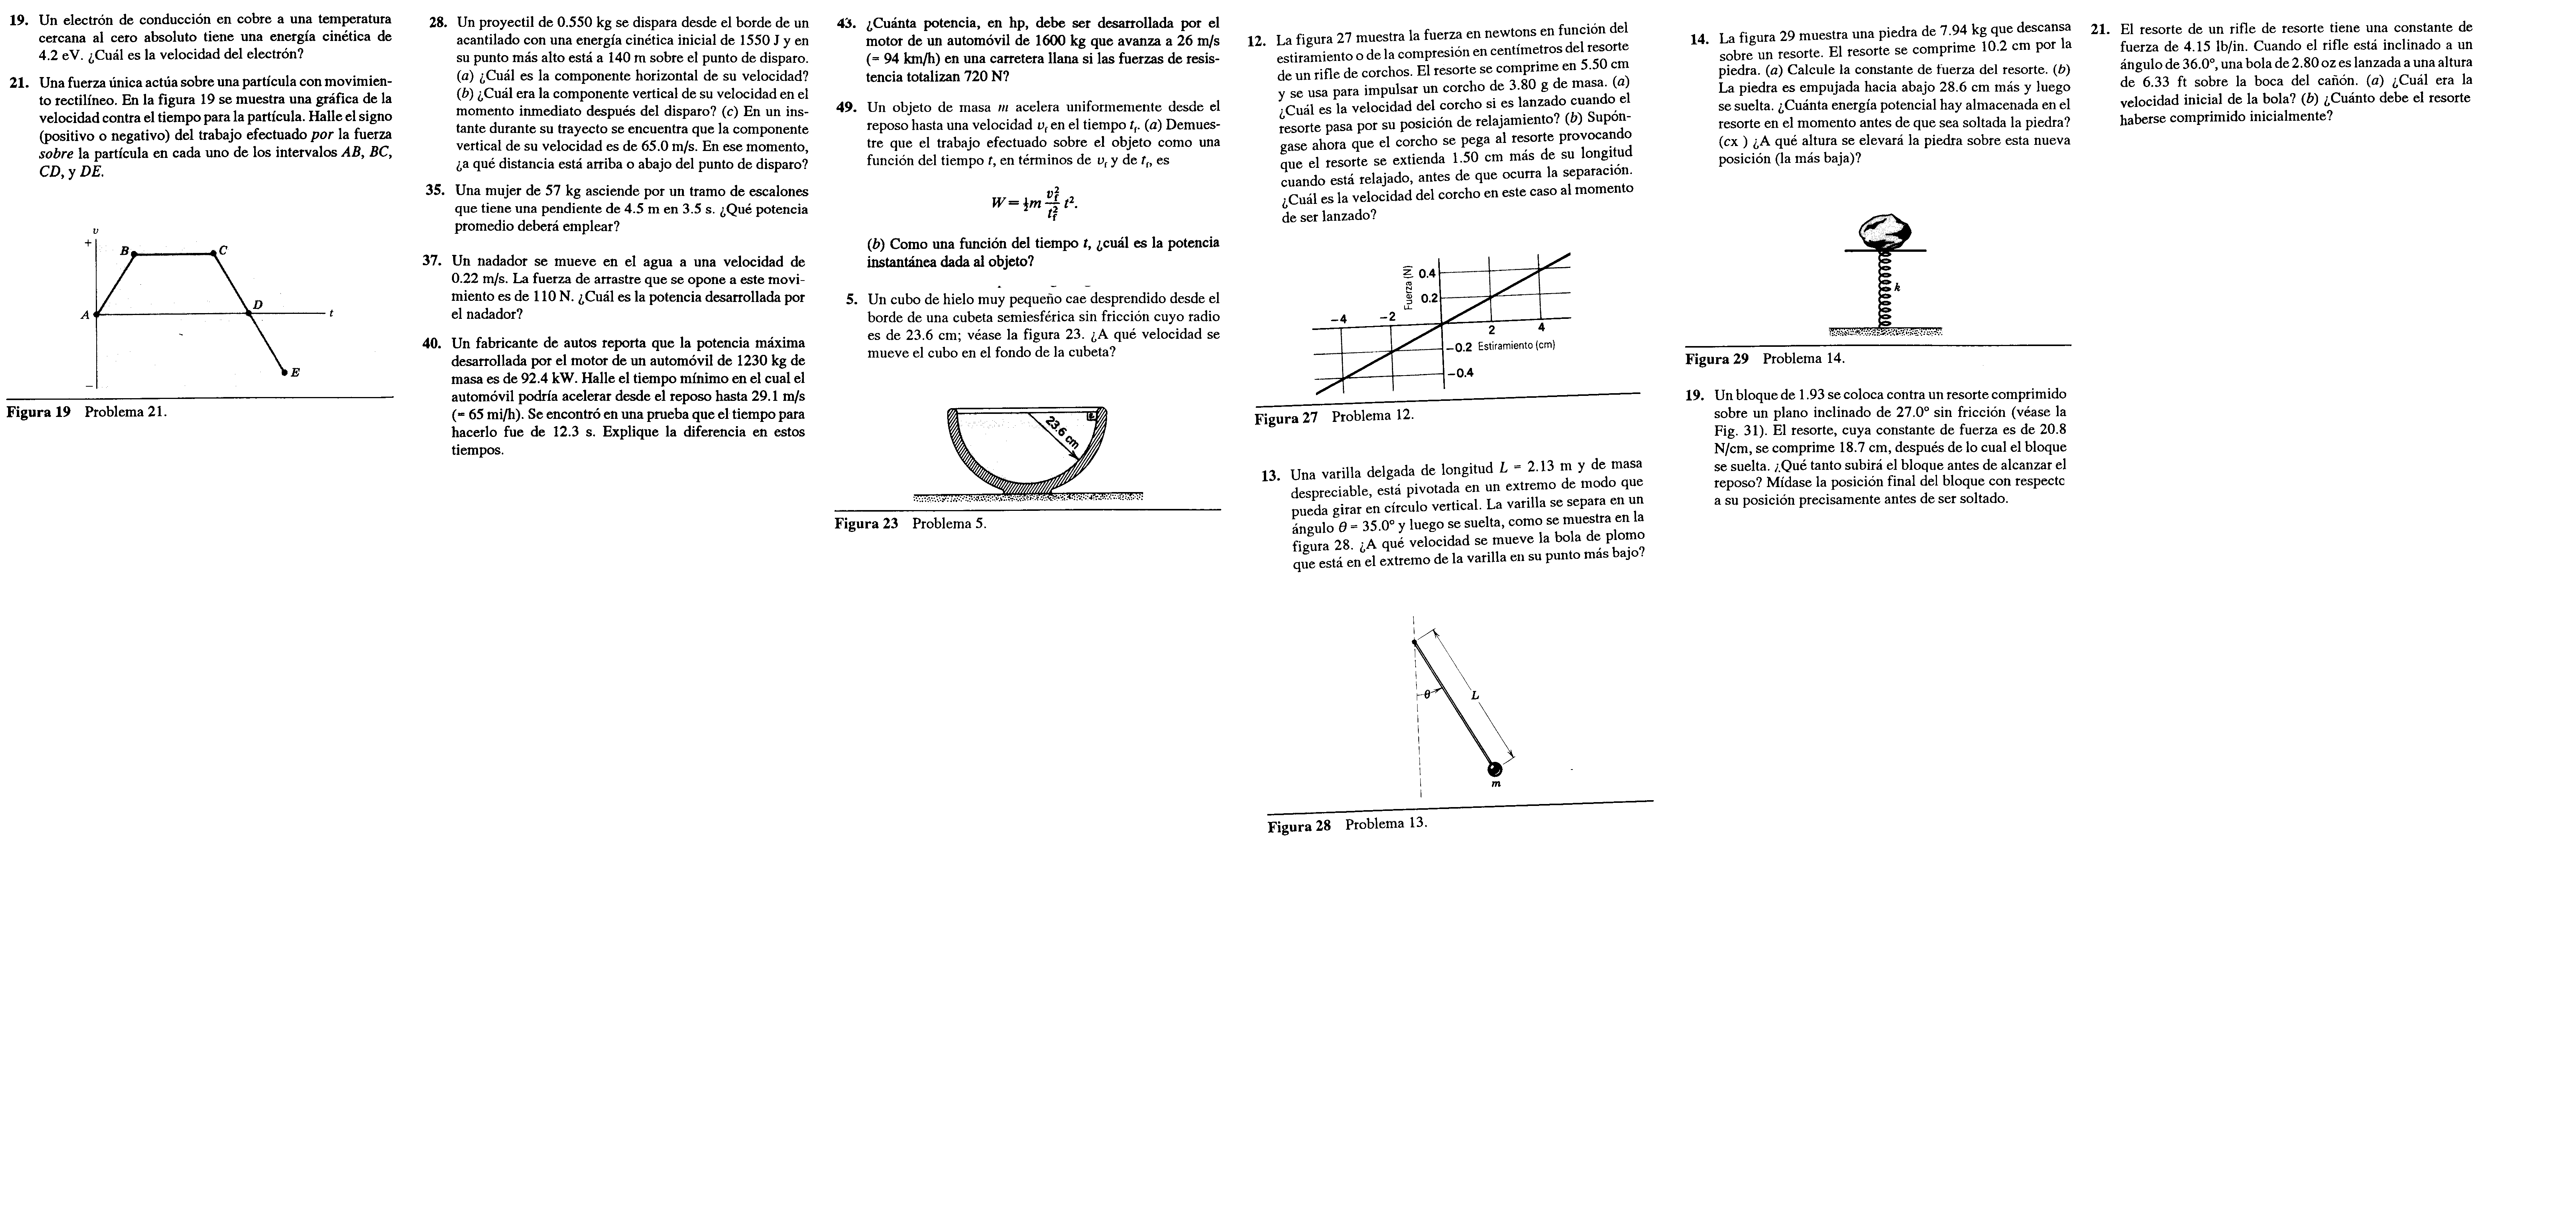 19. Un electrón de conducción en cobre a una temperatura
cercana al cero absoluto tiene una energía cinética de
4.2 eV. ¿Cuál es la velocidad del electrón?
21. Una fuerza única actúa sobre una partícula con movimien-
to rectilíneo. En la figura 19 se muestra una gráfica de la
velocidad contra el tiempo para la partícula. Halle el signo
(positivo o negativo) del trabajo efectuado por la fuerza
sobre la partícula en cada uno de los intervalos AB, BC,
CD, y DE.
v
+
B
C
D
A
t
E
−
Figura 19 Problema 21.
28. Un proyectil de 0.550 kg se dispara desde el borde de un
acantilado con una energía cinética inicial de 1550 J y en
su punto más alto está a 140 m sobre el punto de disparo.
(a) ¿Cuál es la componente horizontal de su velocidad?
(b) ¿Cuál era la componente vertical de su velocidad en el
momento inmediato después del disparo? (c) En un ins-
tante durante su trayecto se encuentra que la componente
vertical de su velocidad es de 65.0 m/s. En ese momento,
¿a qué distancia está arriba o abajo del punto de disparo?
35. Una mujer de 57 kg asciende por un tramo de escalones
que tiene una pendiente de 4.5 m en 3.5 s. ¿Qué potencia
promedio deberá emplear?
37. Un nadador se mueve en el agua a una velocidad de
0.22 m/s. La fuerza de arrastre que se opone a este movi-
miento es de 110 N. ¿Cuál es la potencia desarrollada por
el nadador?
40. Un fabricante de autos reporta que la potencia máxima
desarrollada por el motor de un automóvil de 1230 kg de
masa es de 92.4 kW. Halle el tiempo mínimo en el cual el
automóvil podría acelerar desde el reposo hasta 29.1 m/s
(= 65 mi/h). Se encontró en una prueba que el tiempo para
hacerlo fue de 12.3 s. Explique la diferencia en estos
tiempos.
43. ¿Cuánta potencia, en hp, debe ser desarrollada por el
motor de un automóvil de 1600 kg que avanza a 26 m/s
(= 94 km/h) en una carretera llana si las fuerzas de resis-
tencia totalizan 720 N?
49. Un objeto de masa m acelera uniformemente desde el
reposo hasta una velocidad v_f en el tiempo t_f. (a) Demues-
tre que el trabajo efectuado sobre el objeto como una
función del tiempo t, en términos de v_f y de t_f, es
W = ½m v_f²/t_f² t².
(b) Como una función del tiempo t, ¿cuál es la potencia
instantánea dada al objeto?
5. Un cubo de hielo muy pequeño cae desprendido desde el
borde de una cubeta semiesférica sin fricción cuyo radio
es de 23.6 cm; véase la figura 23. ¿A qué velocidad se
mueve el cubo en el fondo de la cubeta?
23.6 cm
Figura 23 Problema 5.
12. La figura 27 muestra la fuerza en newtons en función del
estiramiento o de la compresión en centímetros del resorte
de un rifle de corchos. El resorte se comprime en 5.50 cm
y se usa para impulsar un corcho de 3.80 g de masa. (a)
¿Cuál es la velocidad del corcho si es lanzado cuando el
resorte pasa por su posición de relajamiento? (b) Supón-
gase ahora que el corcho se pega al resorte provocando
que el resorte se extienda 1.50 cm más de su longitud
cuando está relajado, antes de que ocurra la separación.
¿Cuál es la velocidad del corcho en este caso al momento
de ser lanzado?
Fuerza (N)
0.4
0.2
−4 −2
2 4
−0.2 Estiramiento (cm)
−0.4
Figura 27 Problema 12.
13. Una varilla delgada de longitud L = 2.13 m y de masa
despreciable, está pivotada en un extremo de modo que
pueda girar en círculo vertical. La varilla se separa en un
ángulo θ = 35.0° y luego se suelta, como se muestra en la
figura 28. ¿A qué velocidad se mueve la bola de plomo
que está en el extremo de la varilla en su punto más bajo?
θ
L
m
Figura 28 Problema 13.
14. La figura 29 muestra una piedra de 7.94 kg que descansa
sobre un resorte. El resorte se comprime 10.2 cm por la
piedra. (a) Calcule la constante de fuerza del resorte. (b)
La piedra es empujada hacia abajo 28.6 cm más y luego
se suelta. ¿Cuánta energía potencial hay almacenada en el
resorte en el momento antes de que sea soltada la piedra?
(cx ) ¿A qué altura se elevará la piedra sobre esta nueva
posición (la más baja)?
k
Figura 29 Problema 14.
19. Un bloque de 1.93 se coloca contra un resorte comprimido
sobre un plano inclinado de 27.0° sin fricción (véase la
Fig. 31). El resorte, cuya constante de fuerza es de 20.8
N/cm, se comprime 18.7 cm, después de lo cual el bloque
se suelta. ¿Qué tanto subirá el bloque antes de alcanzar el
reposo? Mídase la posición final del bloque con respecto
a su posición precisamente antes de ser soltado.
21. El resorte de un rifle de resorte tiene una constante de
fuerza de 4.15 lb/in. Cuando el rifle está inclinado a un
ángulo de 36.0°, una bola de 2.80 oz es lanzada a una altura
de 6.33 ft sobre la boca del cañón. (a) ¿Cuál era la
velocidad inicial de la bola? (b) ¿Cuánto debe el resorte
haberse comprimido inicialmente?